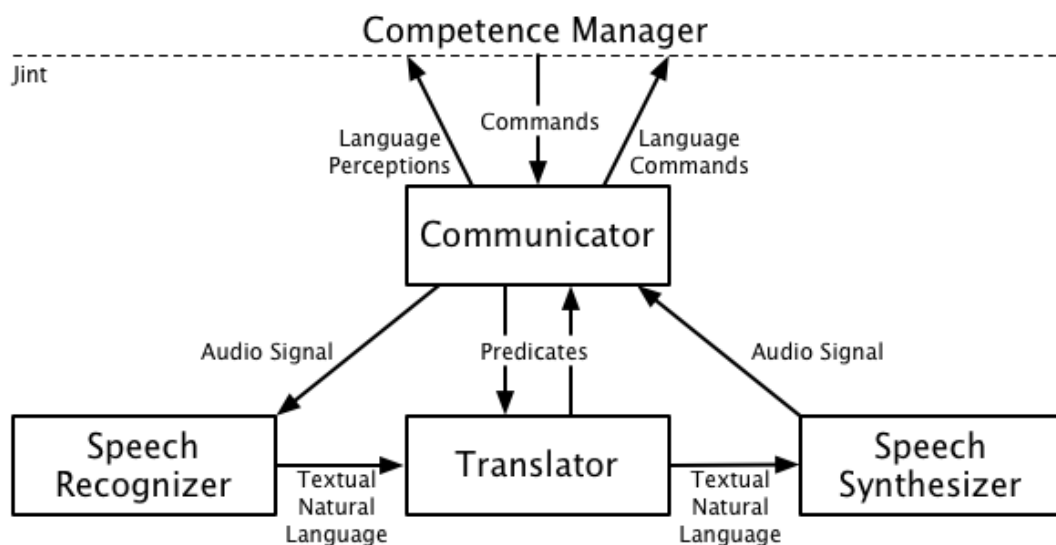 Competence Manager
Jint
Commands
Language
Perceptions
Language
Commands
Communicator
Audio Signal
Predicates
Audio Signal
Speech
Recognizer
Textual
Natural
Language
Translator
Textual
Natural
Language
Speech
Synthesizer